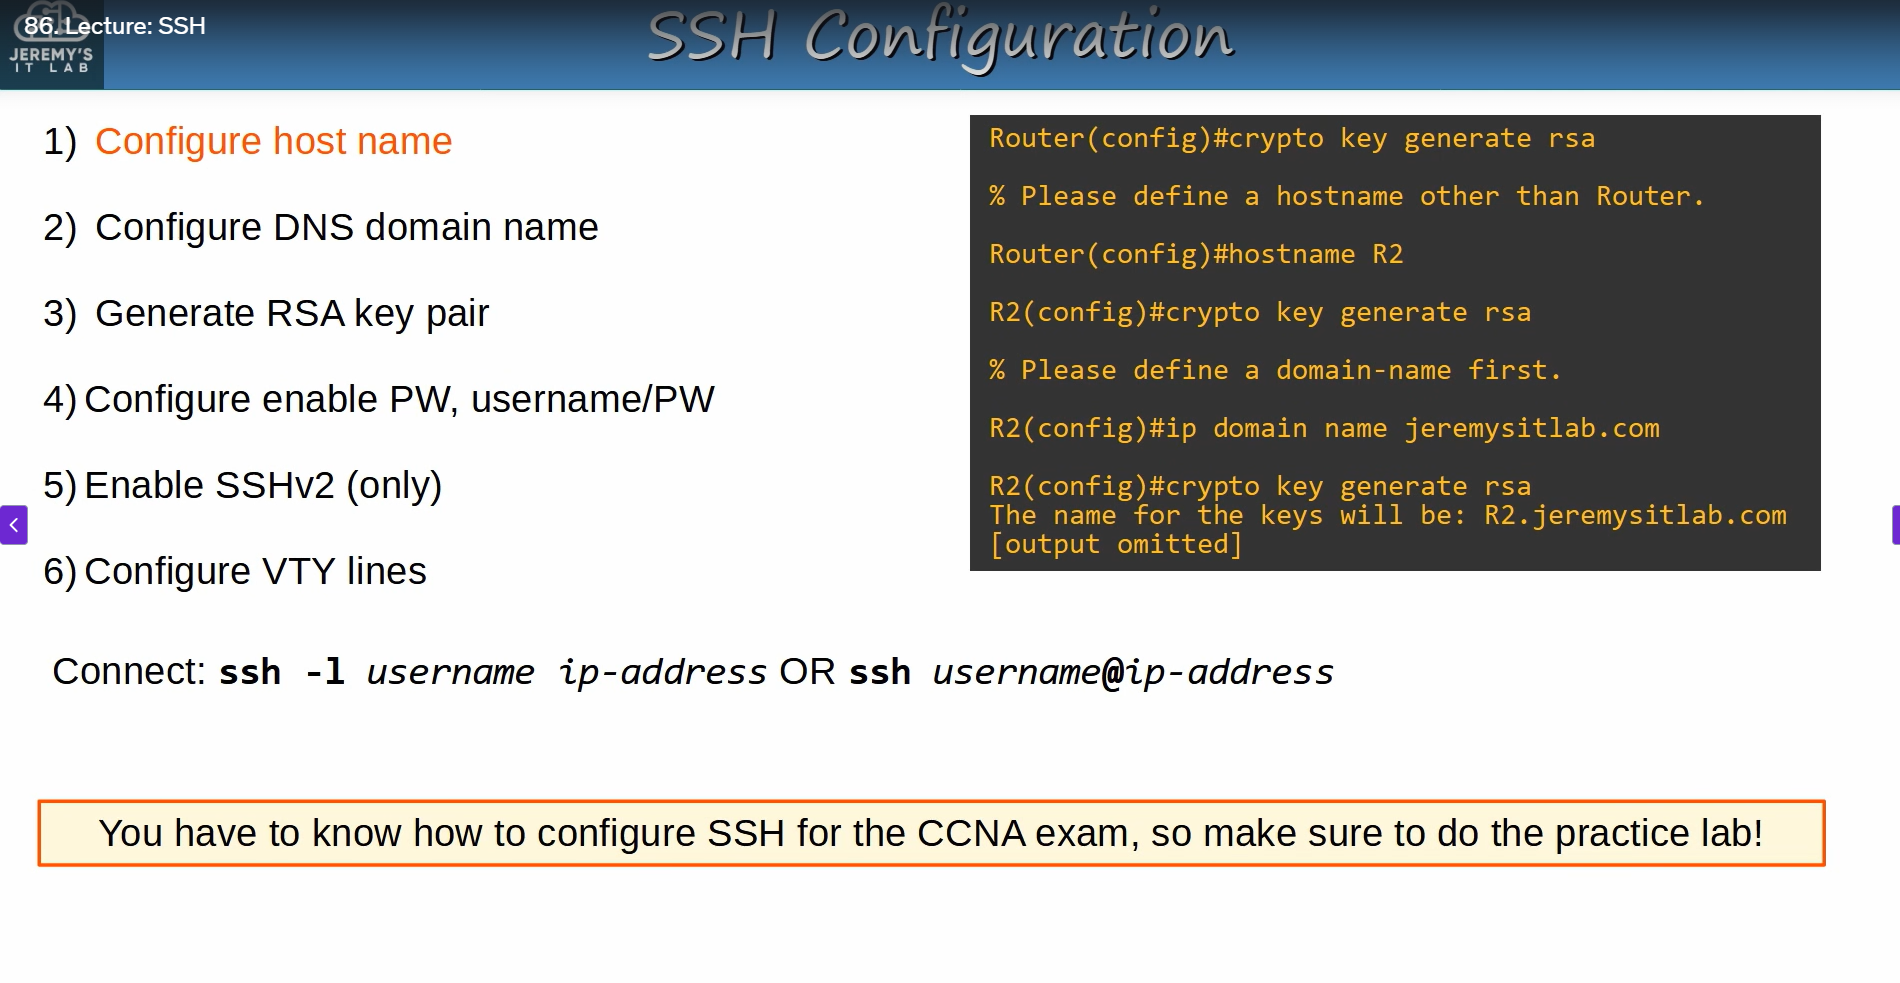 86. Lecture: SSH
JEREMY'S
IT LAB
SSH Configuration
1) Configure host name
2) Configure DNS domain name
3) Generate RSA key pair
4) Configure enable PW, username/PW
5) Enable SSHv2 (only)
6) Configure VTY lines
Router(config)#crypto key generate rsa
% Please define a hostname other than Router.
Router(config)#hostname R2
R2(config)#crypto key generate rsa
% Please define a domain-name first.
R2(config)#ip domain name jeremysitlab.com
R2(config)#crypto key generate rsa
The name for the keys will be: R2.jeremysitlab.com
[output omitted]
Connect: ssh -l username ip-address OR ssh username@ip-address
You have to know how to configure SSH for the CCNA exam, so make sure to do the practice lab!